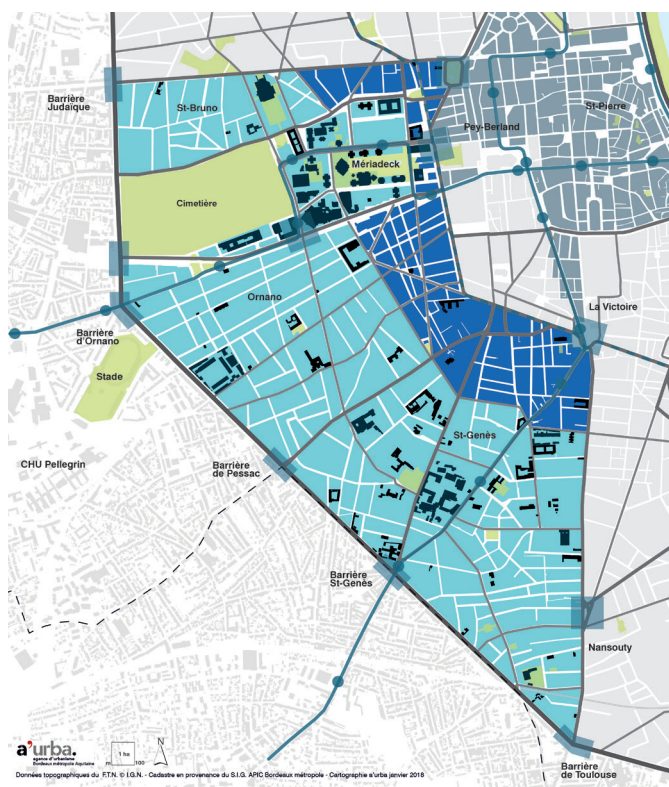 Barrière
Judaïque
St-Bruno
St-Pierre
Pey-Berland
Mériadeck
Cimetière
Ornano
La Victoire
Barrière
d'Ornano
Stade
St-Genès
CHU Pellegrin
Barrière
de Pessac
Barrière
St-Genès
Nansouty
a'urba.
agence d'urbanisme
Bordeaux métropole Aquitaine
1 ha
m 100
N
Barrière
de Toulouse
Données topographiques du F.T.N. © I.G.N. - Cadastre en provenance du S.I.G. APIC Bordeaux métropole - Cartographie a'urba janvier 2018